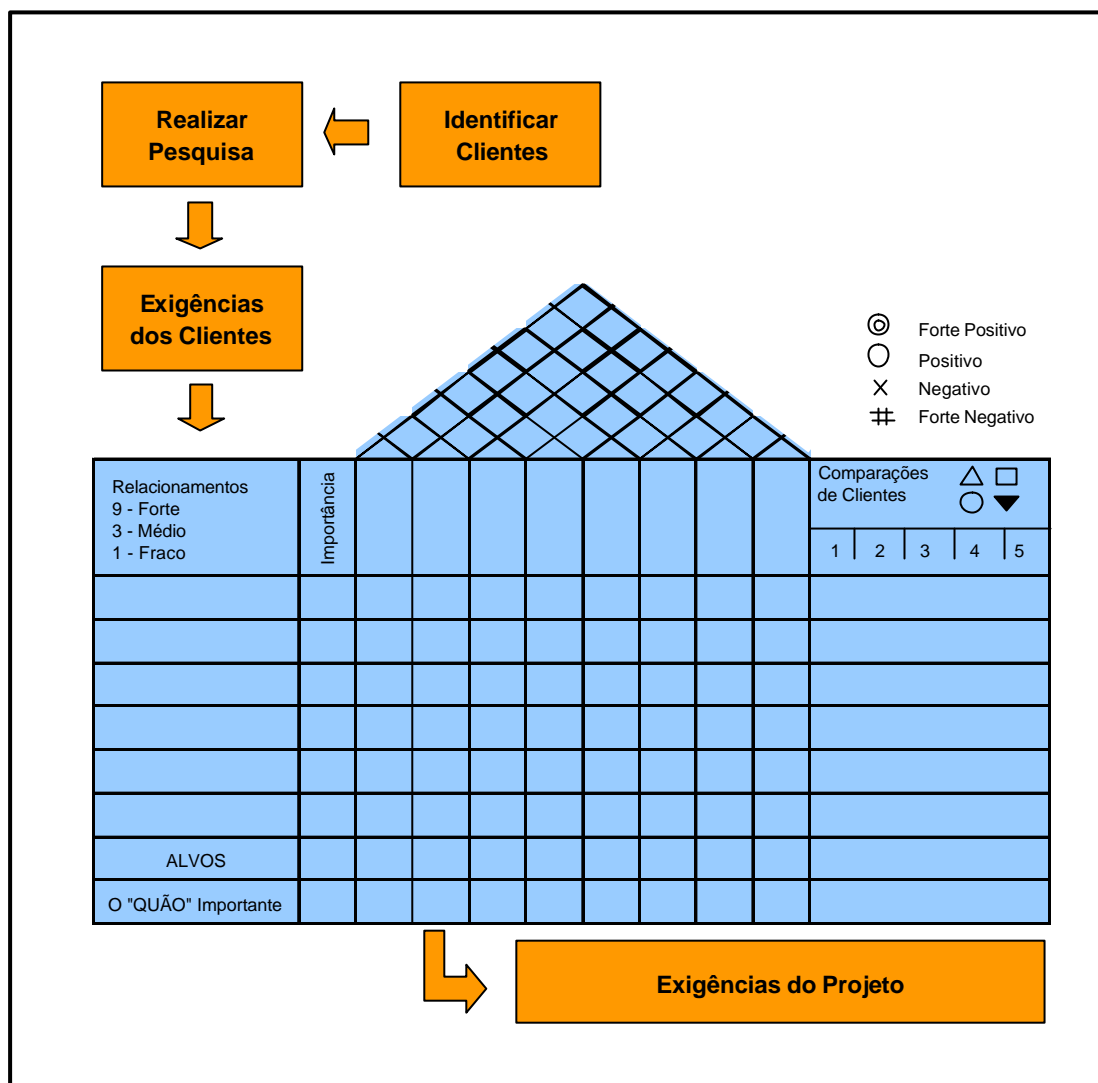 Realizar
Pesquisa
Identificar
Clientes
Exigências
dos Clientes
Forte Positivo
Positivo
Negativo
Forte Negativo
Relacionamentos
9 - Forte
3 - Médio
1 - Fraco
Importância
Comparações
de Clientes
1 2 3 4 5
ALVOS
O "QUÃO" Importante
Exigências do Projeto